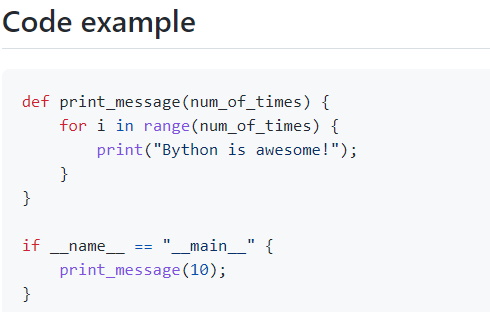 Code example
def print_message(num_of_times) {
    for i in range(num_of_times) {
        print("Bython is awesome!");
    }
}

if __name__ == "__main__" {
    print_message(10);
}